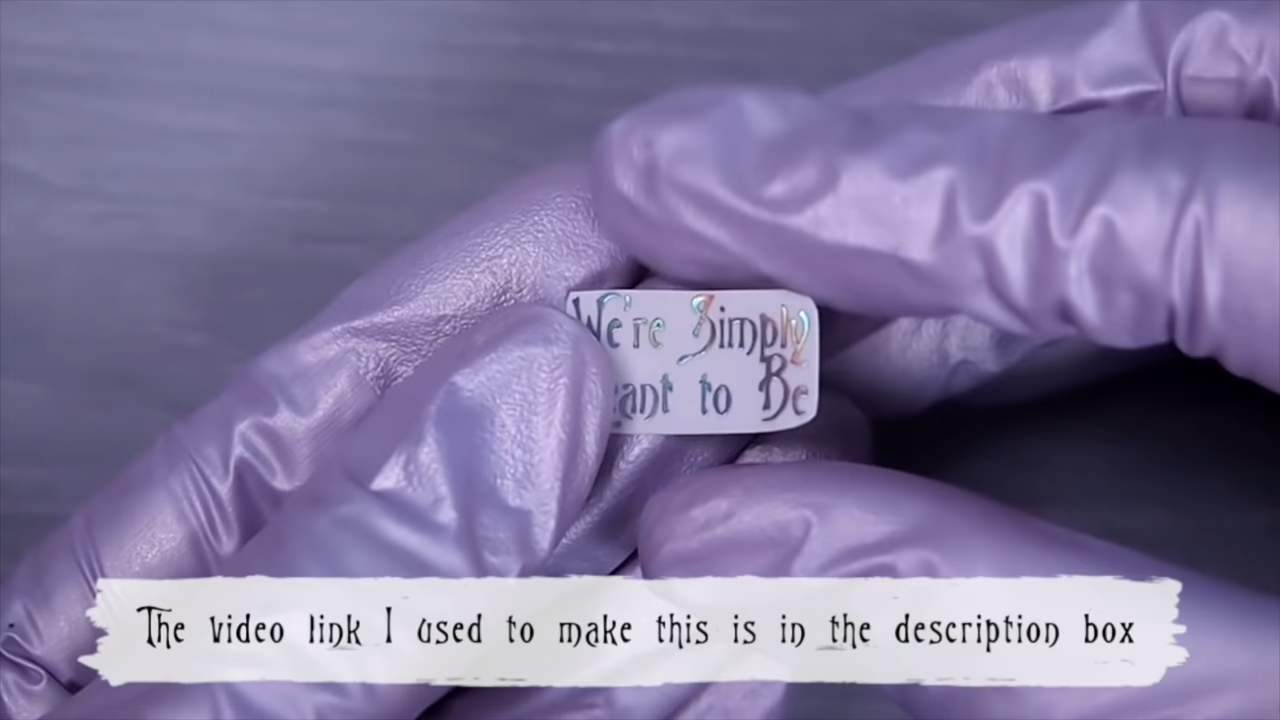 We're Simply
to Be
The video link I used to make this is in the description box